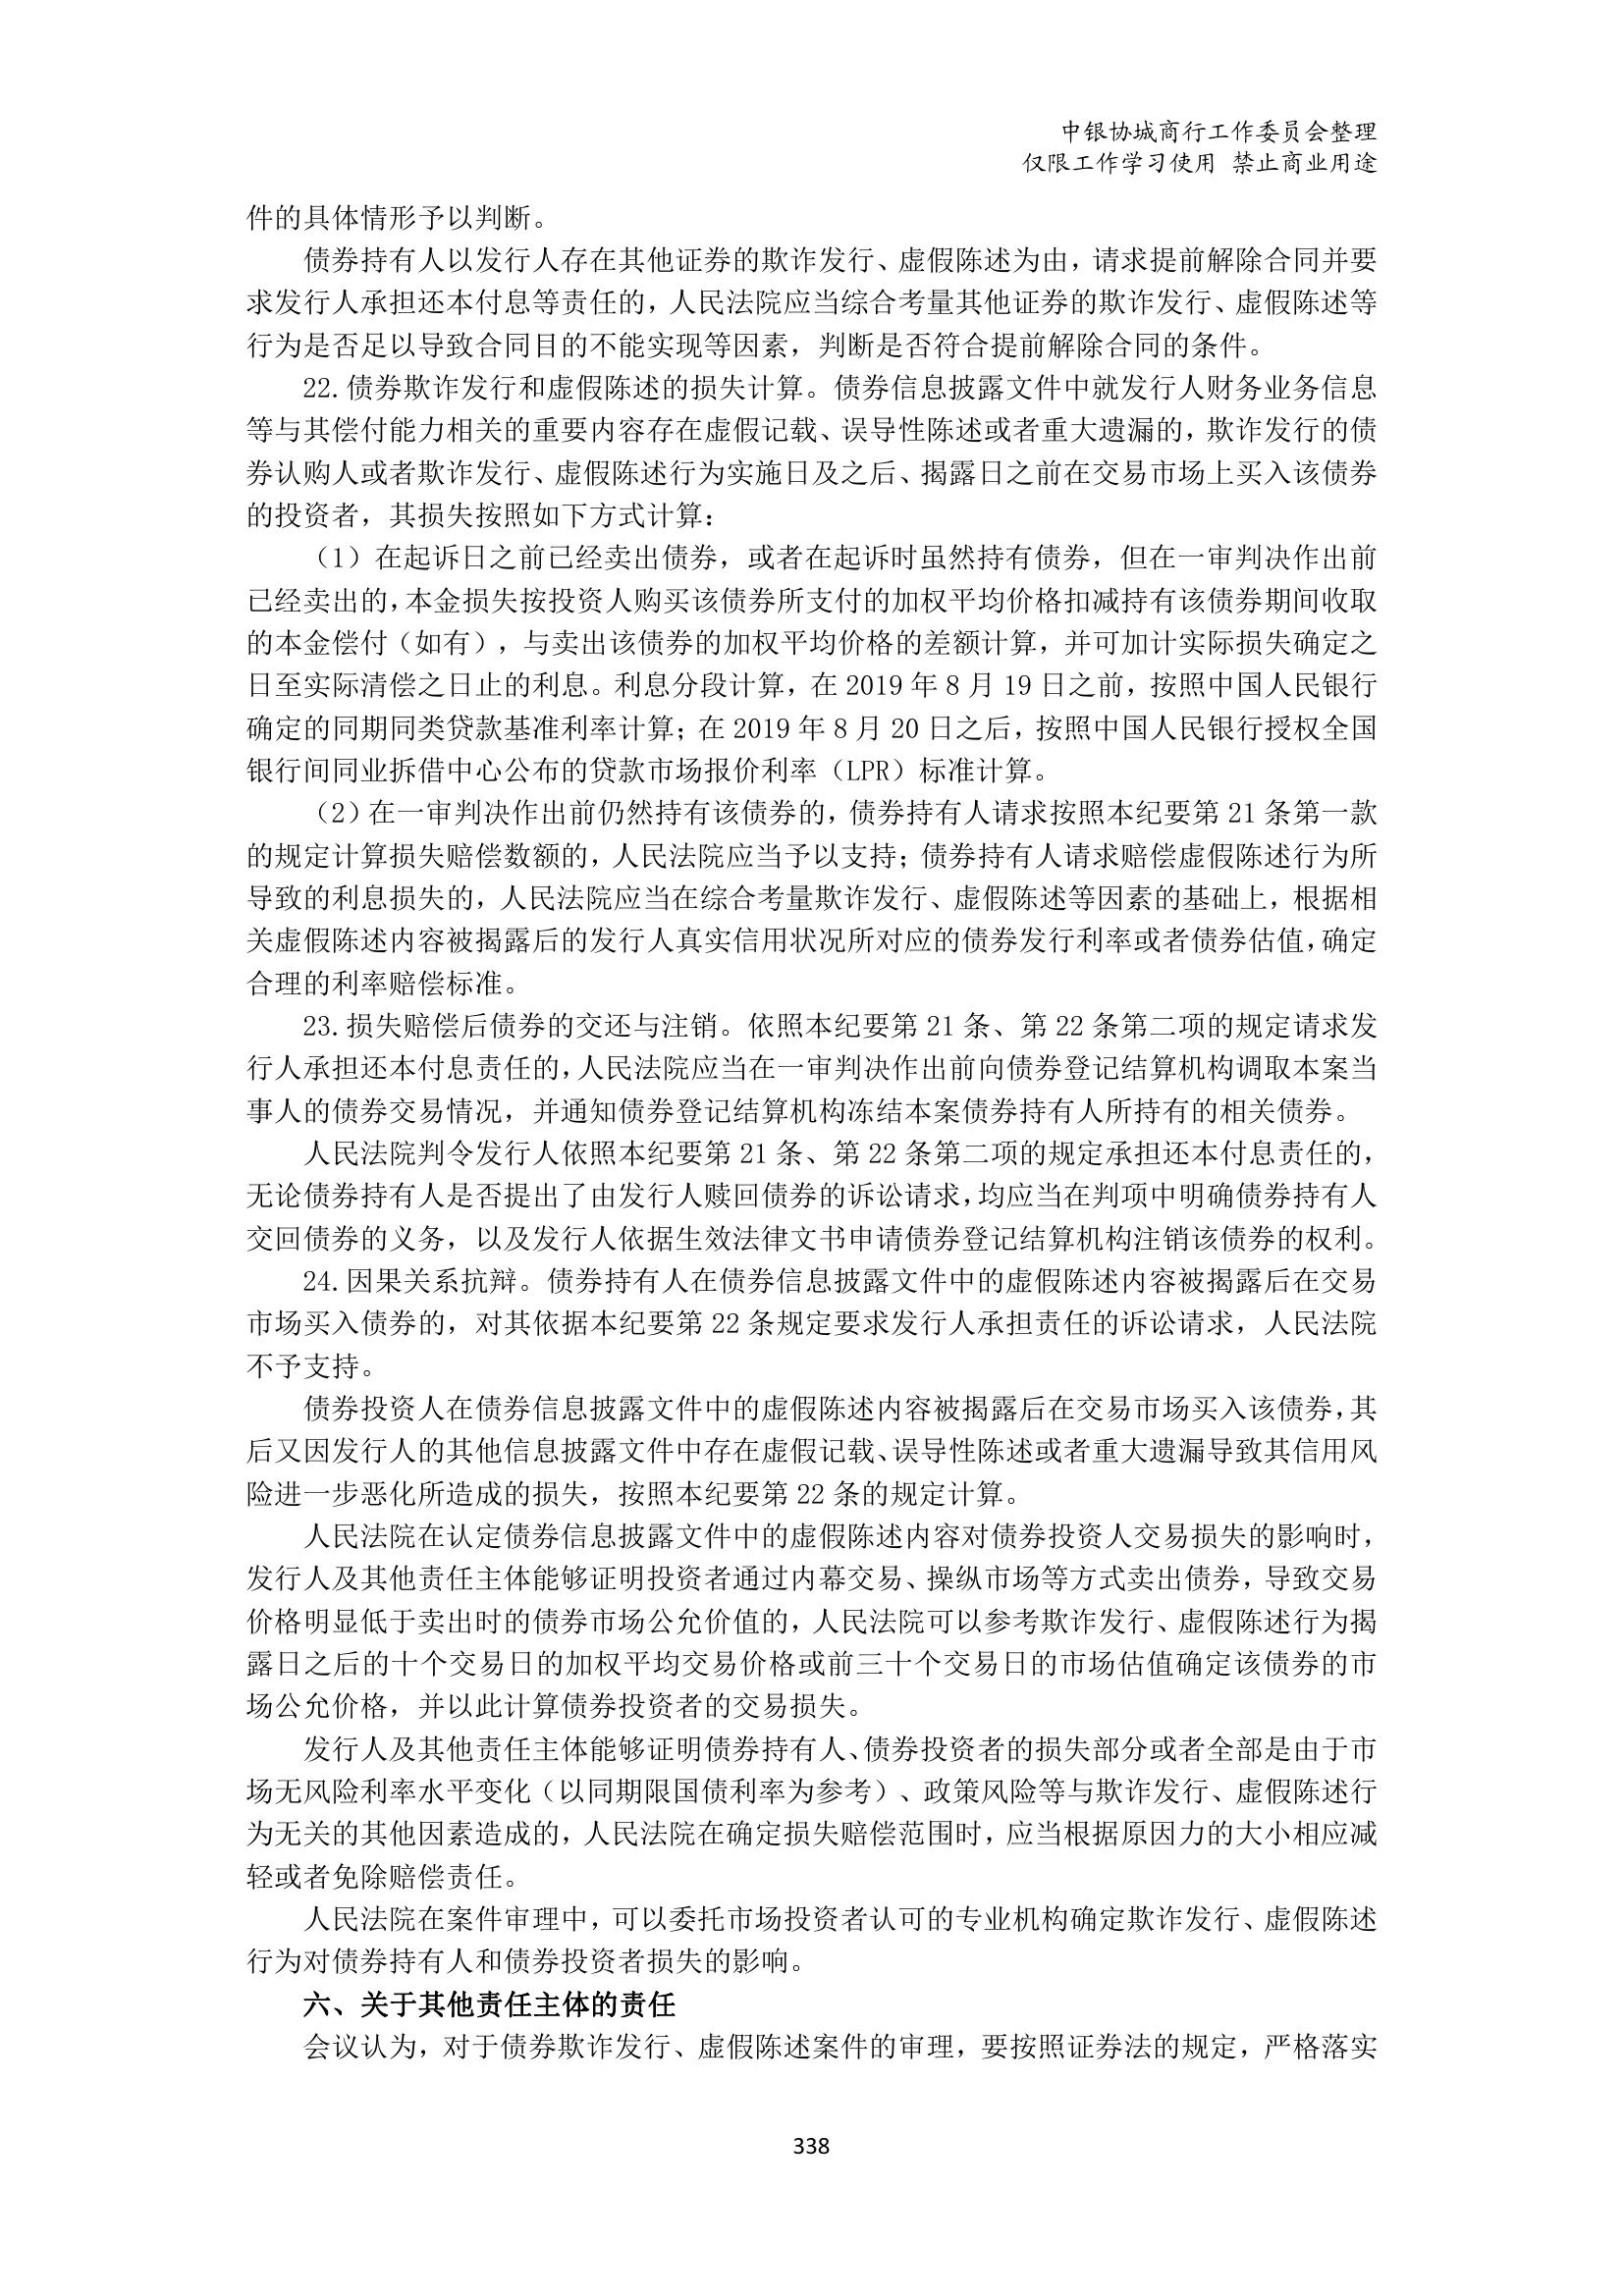 中银协城商行工作委员会整理
仅限工作学习使用 禁止商业用途
件的具体情形予以判断。
债券持有人以发行人存在其他证券的欺诈发行、虚假陈述为由，请求提前解除合同并要
求发行人承担还本付息等责任的，人民法院应当综合考量其他证券的欺诈发行、虚假陈述等
行为是否足以导致合同目的不能实现等因素，判断是否符合提前解除合同的条件。
22.债券欺诈发行和虚假陈述的损失计算。债券信息披露文件中就发行人财务业务信息
等与其偿付能力相关的重要内容存在虚假记载、误导性陈述或者重大遗漏的，欺诈发行的债
券认购人或者欺诈发行、虚假陈述行为实施日及之后、揭露日之前在交易市场上买入该债券
的投资者，其损失按照如下方式计算：
（1）在起诉日之前已经卖出债券，或者在起诉时虽然持有债券，但在一审判决作出前
已经卖出的，本金损失按投资人购买该债券所支付的加权平均价格扣减持有该债券期间收取
的本金偿付（如有），与卖出该债券的加权平均价格的差额计算，并可加计实际损失确定之
日至实际清偿之日止的利息。利息分段计算，在 2019 年 8 月 19 日之前，按照中国人民银行
确定的同期同类贷款基准利率计算；在 2019 年 8 月 20 日之后，按照中国人民银行授权全国
银行间同业拆借中心公布的贷款市场报价利率（LPR）标准计算。
（2）在一审判决作出前仍然持有该债券的，债券持有人请求按照本纪要第 21 条第一款
的规定计算损失赔偿数额的，人民法院应当予以支持；债券持有人请求赔偿虚假陈述行为所
导致的利息损失的，人民法院应当在综合考量欺诈发行、虚假陈述等因素的基础上，根据相
关虚假陈述内容被揭露后的发行人真实信用状况所对应的债券发行利率或者债券估值，确定
合理的利率赔偿标准。
23.损失赔偿后债券的交还与注销。依照本纪要第 21 条、第 22 条第二项的规定请求发
行人承担还本付息责任的，人民法院应当在一审判决作出前向债券登记结算机构调取本案当
事人的债券交易情况，并通知债券登记结算机构冻结本案债券持有人所持有的相关债券。
人民法院判令发行人依照本纪要第 21 条、第 22 条第二项的规定承担还本付息责任的，
无论债券持有人是否提出了由发行人赎回债券的诉讼请求，均应当在判项中明确债券持有人
交回债券的义务，以及发行人依据生效法律文书申请债券登记结算机构注销该债券的权利。
24.因果关系抗辩。债券持有人在债券信息披露文件中的虚假陈述内容被揭露后在交易
市场买入债券的，对其依据本纪要第 22 条规定要求发行人承担责任的诉讼请求，人民法院
不予支持。
债券投资人在债券信息披露文件中的虚假陈述内容被揭露后在交易市场买入该债券，其
后又因发行人的其他信息披露文件中存在虚假记载、误导性陈述或者重大遗漏导致其信用风
险进一步恶化所造成的损失，按照本纪要第 22 条的规定计算。
人民法院在认定债券信息披露文件中的虚假陈述内容对债券投资人交易损失的影响时，
发行人及其他责任主体能够证明投资者通过内幕交易、操纵市场等方式卖出债券，导致交易
价格明显低于卖出时的债券市场公允价值的，人民法院可以参考欺诈发行、虚假陈述行为揭
露日之后的十个交易日的加权平均交易价格或前三十个交易日的市场估值确定该债券的市
场公允价格，并以此计算债券投资者的交易损失。
发行人及其他责任主体能够证明债券持有人、债券投资者的损失部分或者全部是由于市
场无风险利率水平变化（以同期限国债利率为参考）、政策风险等与欺诈发行、虚假陈述行
为无关的其他因素造成的，人民法院在确定损失赔偿范围时，应当根据原因力的大小相应减
轻或者免除赔偿责任。
人民法院在案件审理中，可以委托市场投资者认可的专业机构确定欺诈发行、虚假陈述
行为对债券持有人和债券投资者损失的影响。
六、关于其他责任主体的责任
会议认为，对于债券欺诈发行、虚假陈述案件的审理，要按照证券法的规定，严格落实
338